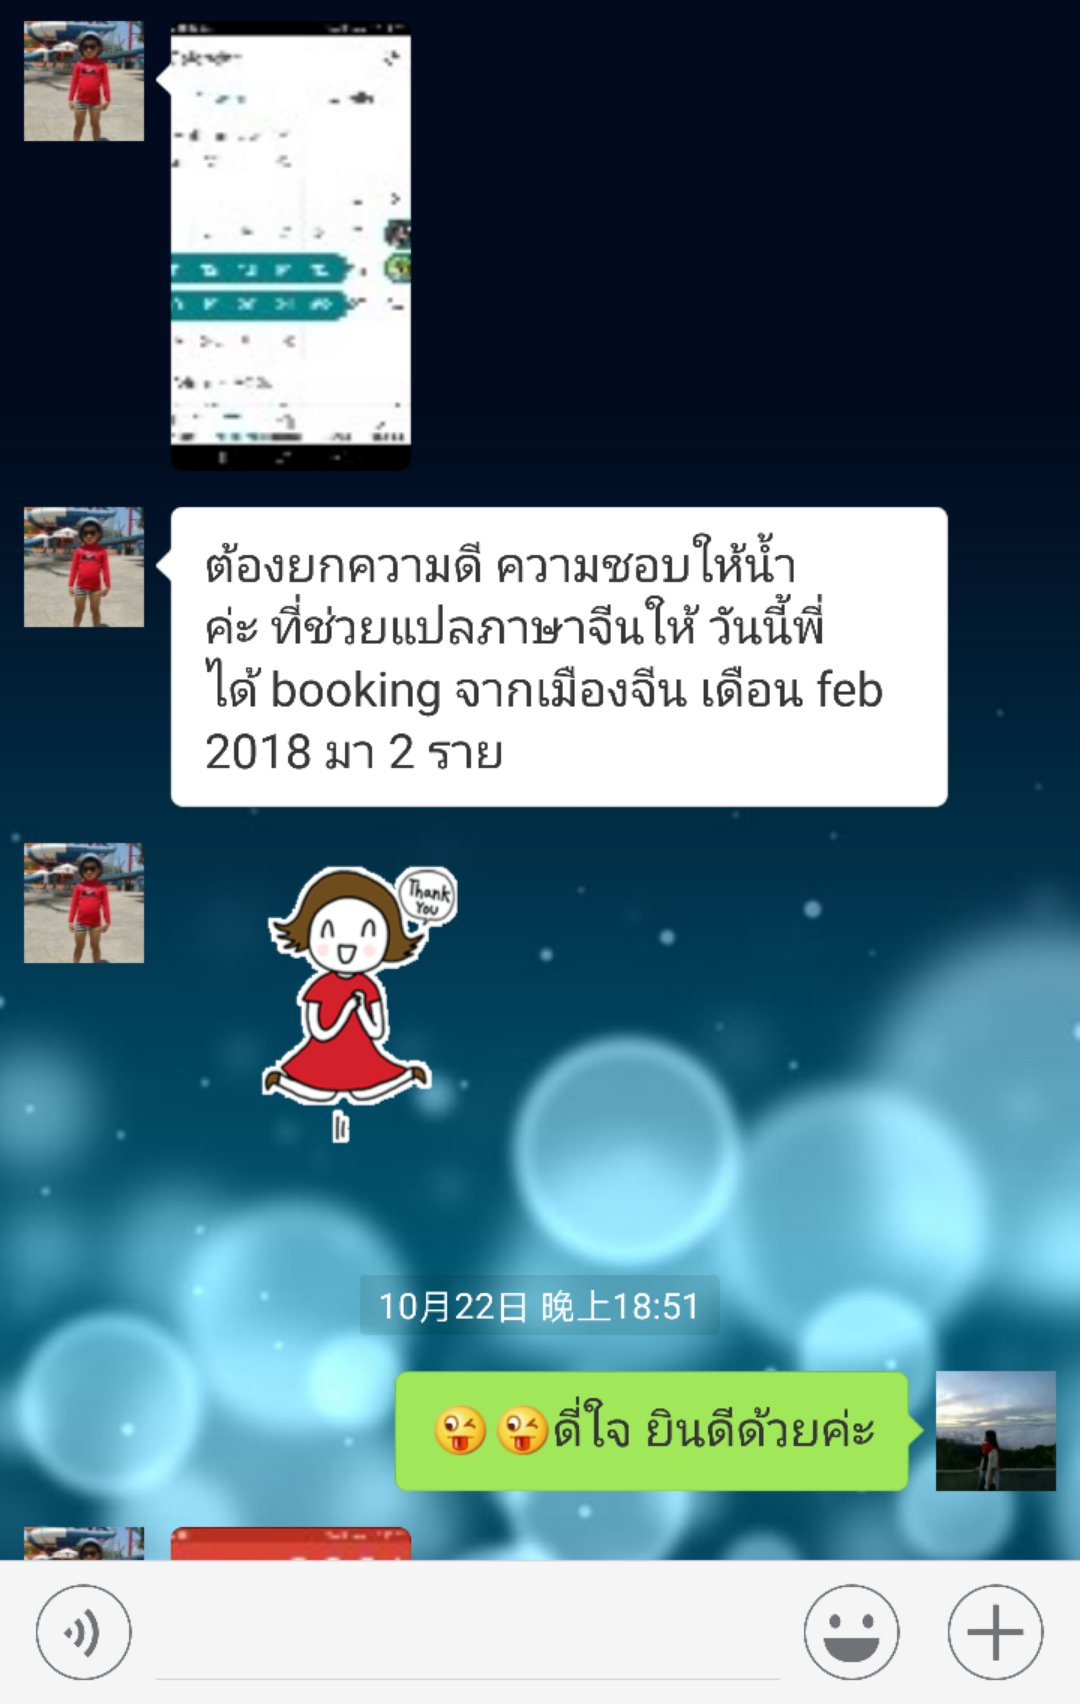 ต้องยกความดี ความชอบให้น้ำ
ค่ะ ที่ช่วยแปลภาษาจีนให้ วันนี้พี่
ได้ booking จากเมืองจีน เดือน feb
2018 มา 2 ราย
Thank
You
10月22日 晚上18:51
ดี่ใจ ยินดีด้วยค่ะ